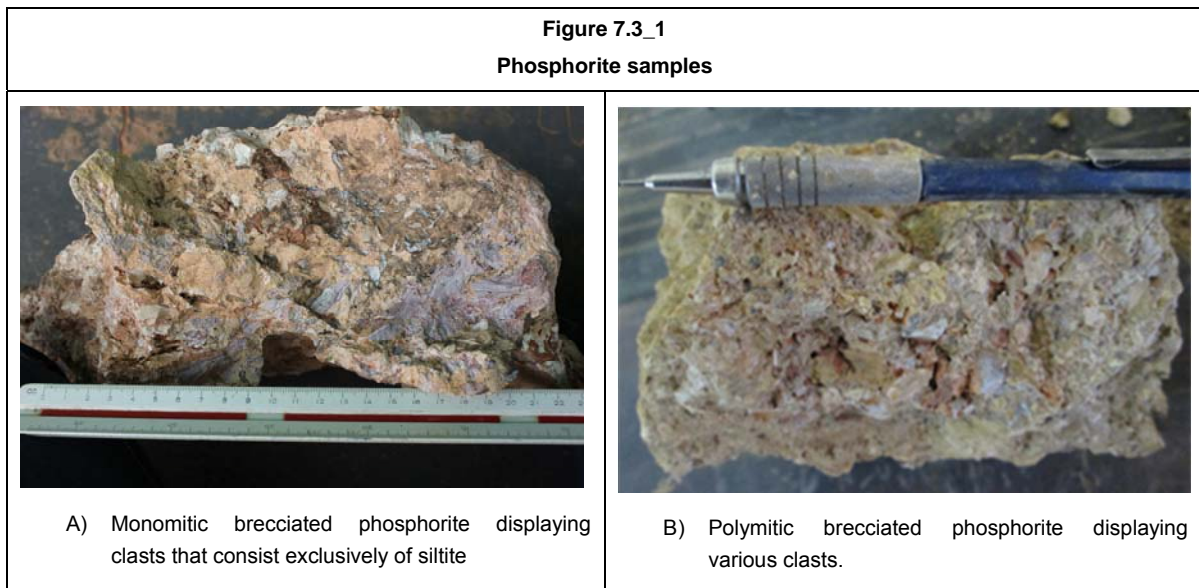 Figure 7.3_1
Phosphorite samples
A) Monomitic brecciated phosphorite displaying
clasts that consist exclusively of siltite
B) Polymitic brecciated phosphorite displaying
various clasts.